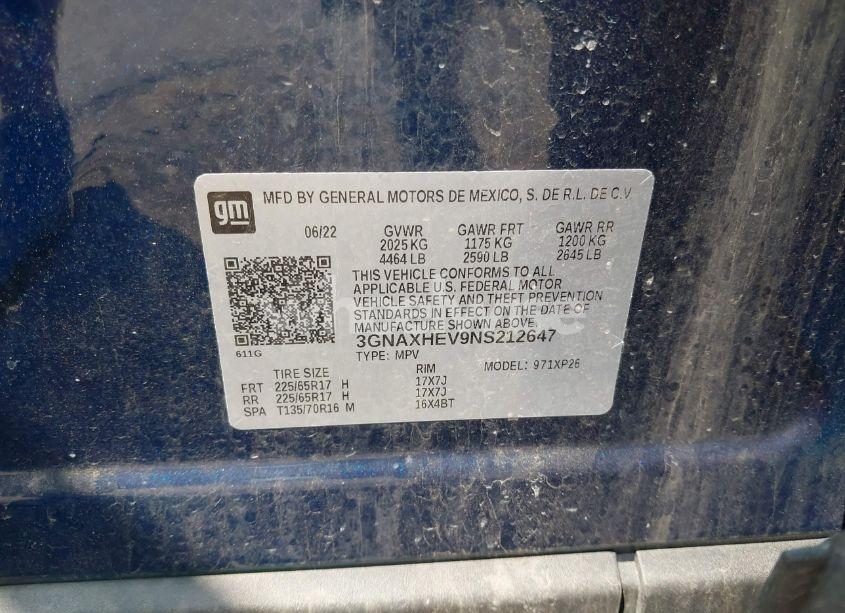 gm
MFD BY GENERAL MOTORS DE MEXICO, S. DE R.L. DE C.V
06/22 GVWR GAWR FRT GAWR RR
2025 KG 1175 KG 1200 KG
4464 LB 2590 LB 2645 LB
THIS VEHICLE CONFORMS TO ALL
APPLICABLE U.S. FEDERAL MOTOR
VEHICLE SAFETY AND THEFT PREVENTION
STANDARDS IN EFFECT ON THE DATE OF
MANUFACTURE SHOWN ABOVE.
611G 3GNAXHEV9NS212647
TYPE: MPV MODEL: 971XP26
TIRE SIZE RIM
FRT 225/65R17 H 17X7J
RR 225/65R17 H 17X7J
SPA T135/70R16 M 16X4BT